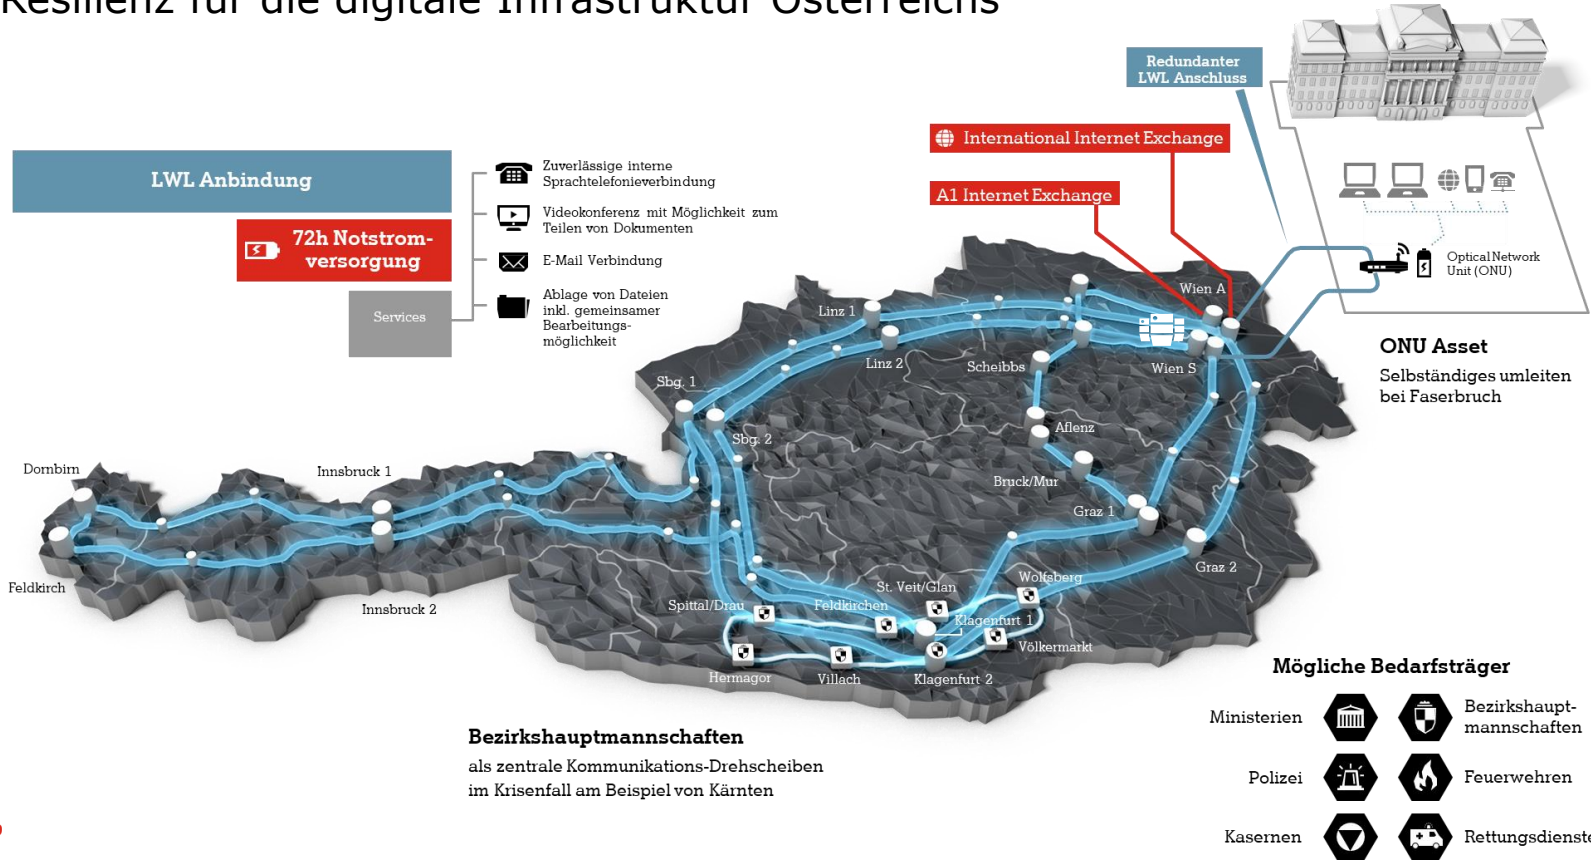 Resilienz für die digitale Infrastruktur Österreichs
Redundanter
LWL Anschluss
International Internet Exchange
A1 Internet Exchange
LWL Anbindung
72h Notstrom-
versorgung
Services
Zuverlässige interne
Sprachtelefonieverbindung
Videokonferenz mit Möglichkeit zum
Teilen von Dokumenten
E-Mail Verbindung
Ablage von Dateien
inkl. gemeinsamer
Bearbeitungs-
möglichkeit
Optical Network
Unit (ONU)
ONU Asset
Selbständiges umleiten
bei Faserbruch
Wien A
Linz 1
Linz 2
Scheibbs
Wien S
Sbg. 1
Sbg. 2
Aflenz
Dornbirn
Innsbruck 1
Bruck/Mur
Graz 1
Graz 2
Feldkirch
Innsbruck 2
St. Veit/Glan
Wolfsberg
Spittal/Drau
Feldkirchen
Klagenfurt 1
Völkermarkt
Hermagor
Villach
Klagenfurt 2
Bezirkshauptmannschaften
als zentrale Kommunikations-Drehscheiben
im Krisenfall am Beispiel von Kärnten
Mögliche Bedarfsträger
Ministerien
Bezirkshaupt-
mannschaften
Polizei
Feuerwehren
Kasernen
Rettungsdienste